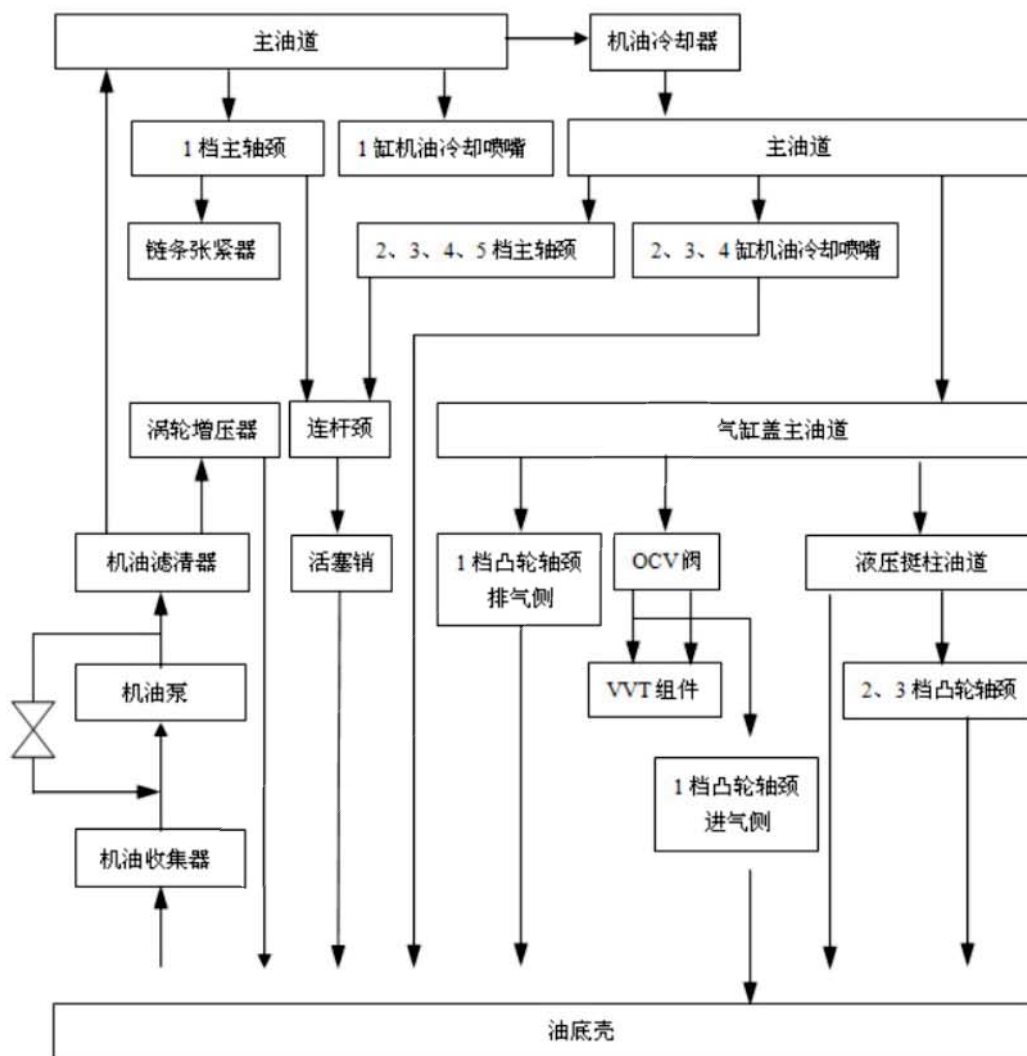 主油道
机油冷却器
1 档主轴颈
1 缸机油冷却喷嘴
主油道
链条张紧器
2、3、4、5 档主轴颈
2、3、4 缸机油冷却喷嘴
涡轮增压器
连杆颈
气缸盖主油道
机油滤清器
活塞销
1 档凸轮轴颈
排气侧
OCV 阀
液压挺柱油道
机油泵
VVT 组件
2、3 档凸轮轴颈
1 档凸轮轴颈
进气侧
机油收集器
油底壳